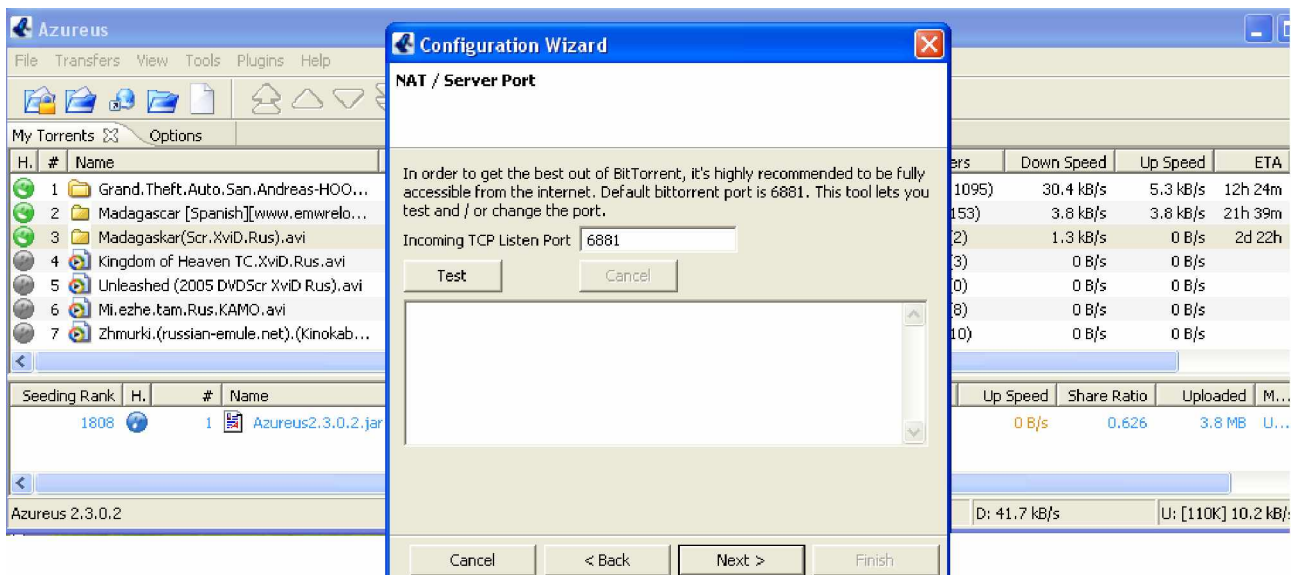 Azureus
File Transfers View Tools Plugins Help
My Torrents Options
H. # Name
1 Grand.Theft.Auto.San.Andreas-HOO...
2 Madagascar [Spanish][www.emwrelo...
3 Madagaskar(Scr.XviD.Rus).avi
4 Kingdom of Heaven TC.XviD.Rus.avi
5 Unleashed (2005 DVDScr XviD Rus).avi
6 Mi.ezhe.tam.Rus.KAMO.avi
7 Zhmurki.(russian-emule.net).(Kinokab...
Seeding Rank H. # Name
1808 1 Azureus2.3.0.2.jar
Azureus 2.3.0.2
Configuration Wizard
NAT / Server Port
In order to get the best out of BitTorrent, it's highly recommended to be fully
accessible from the internet. Default bittorrent port is 6881. This tool lets you
test and / or change the port.
Incoming TCP Listen Port 6881
Test Cancel
Cancel < Back Next > Finish
ers Down Speed Up Speed ETA
1095) 30.4 kB/s 5.3 kB/s 12h 24m
153) 3.8 kB/s 3.8 kB/s 21h 39m
(2) 1.3 kB/s 0 B/s 2d 22h
(3) 0 B/s 0 B/s
(0) 0 B/s 0 B/s
(8) 0 B/s 0 B/s
10) 0 B/s 0 B/s
Up Speed Share Ratio Uploaded M...
0 B/s 0.626 3.8 MB U...
D: 41.7 kB/s U: [110K] 10.2 kB/